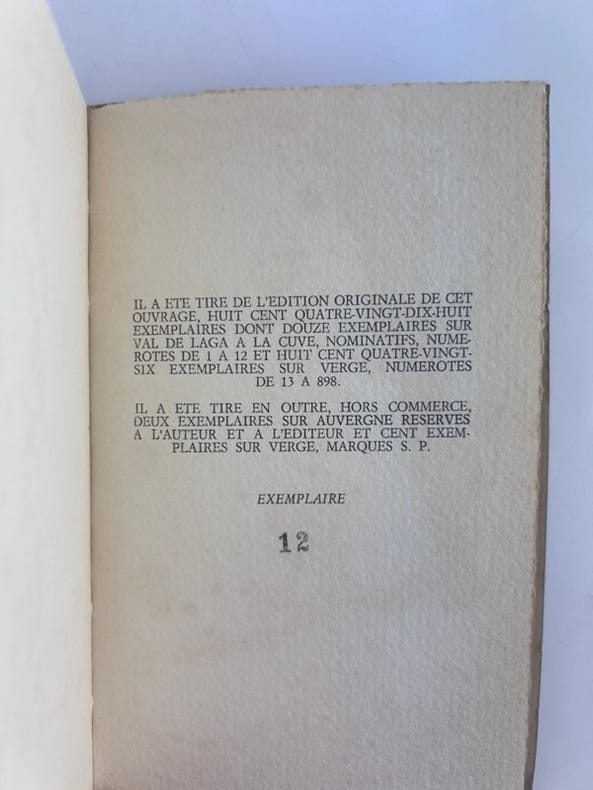 IL A ETE TIRE DE L'EDITION ORIGINALE DE CET
OUVRAGE, HUIT CENT QUATRE-VINGT-DIX-HUIT
EXEMPLAIRES DONT DOUZE EXEMPLAIRES SUR
VAL DE LAGA A LA CUVE, NOMINATIFS, NUME-
ROTES DE 1 A 12 ET HUIT CENT QUATRE-VINGT-
SIX EXEMPLAIRES SUR VERGE, NUMEROTES
DE 13 A 898.
IL A ETE TIRE EN OUTRE, HORS COMMERCE,
DEUX EXEMPLAIRES SUR AUVERGNE RESERVES
A L'AUTEUR ET A L'EDITEUR ET CENT EXEM-
PLAIRES SUR VERGE, MARQUES S. P.
EXEMPLAIRE
12